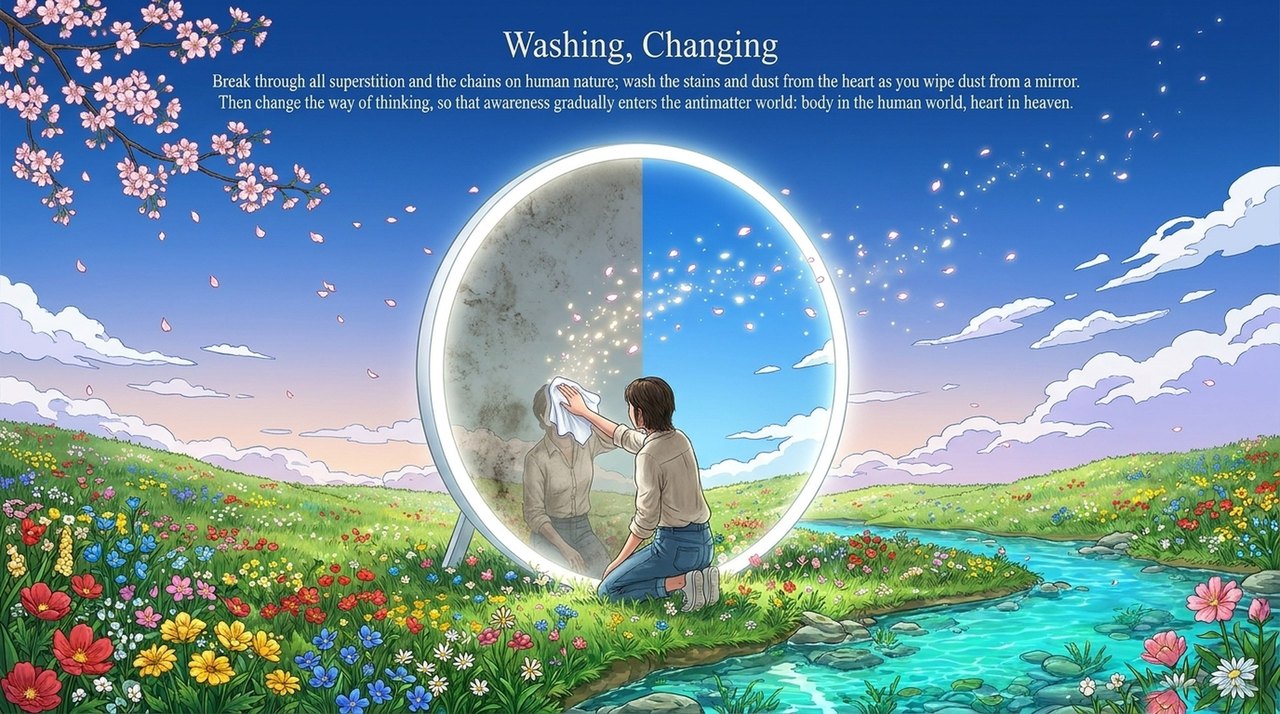 Washing, Changing
Break through all superstition and the chains on human nature; wash the stains and dust from the heart as you wipe dust from a mirror.
Then change the way of thinking, so that awareness gradually enters the antimatter world: body in the human world, heart in heaven.